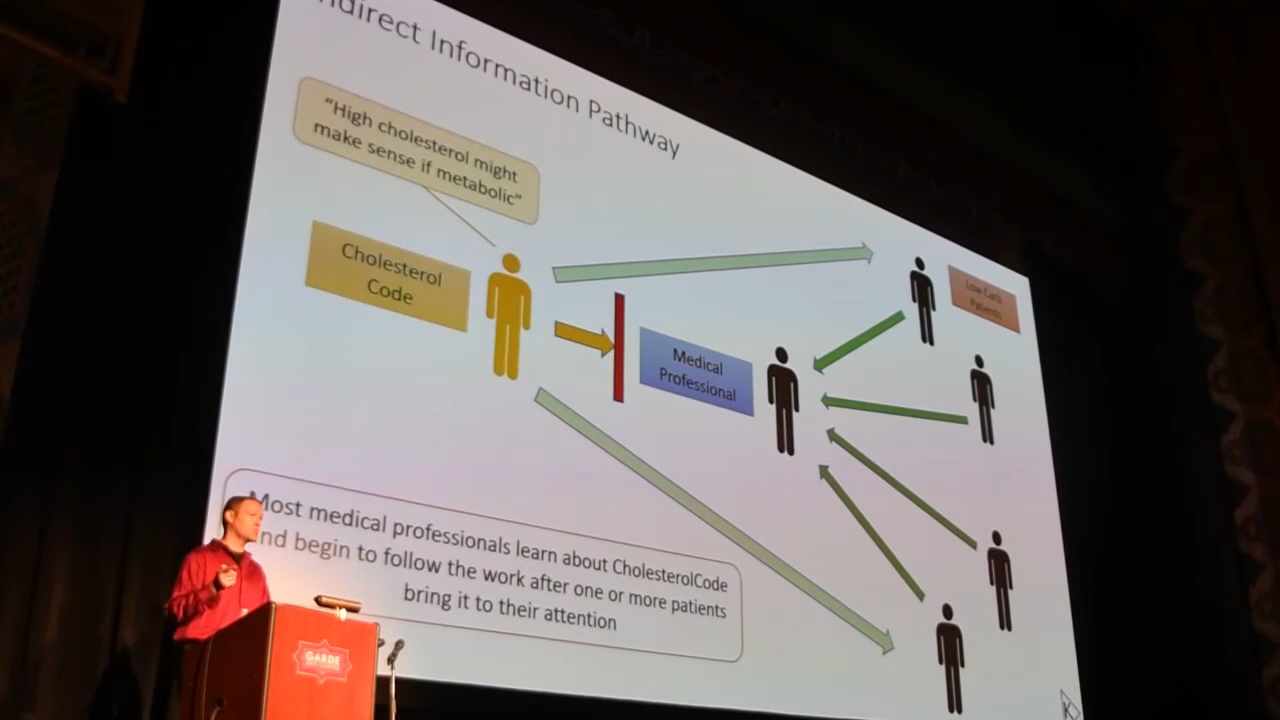 ndirect Information Pathway
“High cholesterol might
make sense if metabolic”
Cholesterol
Code
Medical
Professional
Low Carb
Patients
Most medical professionals learn about CholesterolCode
nd begin to follow the work after one or more patients
bring it to their attention
GARDE
K